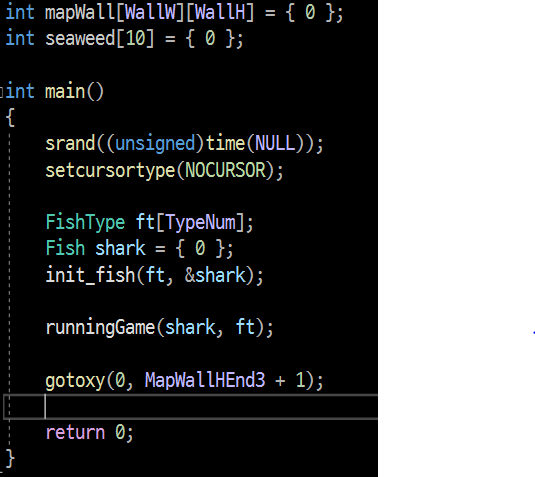 int mapWall[WallW][WallH] = { 0 };
int seaweed[10] = { 0 };
int main()
{
srand((unsigned)time(NULL));
setcursortype(NOCURSOR);
FishType ft[TypeNum];
Fish shark = { 0 };
init_fish(ft, &shark);
runningGame(shark, ft);
gotoxy(0, MapWallHEnd3 + 1);
return 0;
}